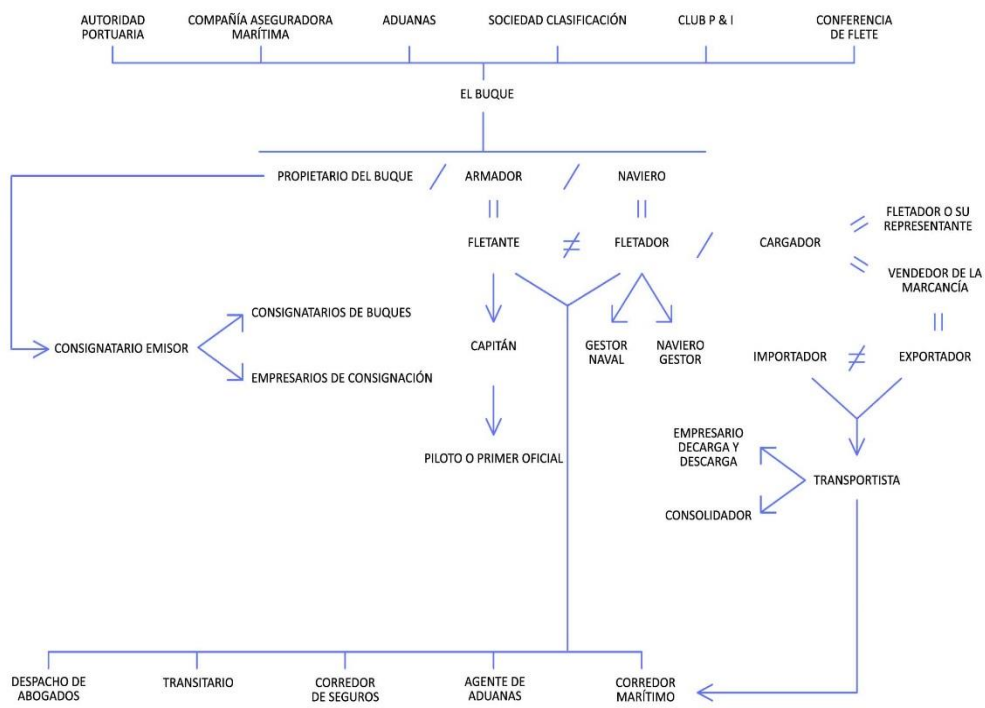 AUTORIDAD
PORTUARIA
COMPAÑÍA ASEGURADORA
MARÍTIMA
ADUANAS
SOCIEDAD CLASIFICACIÓN
CLUB P & I
CONFERENCIA
DE FLETE
EL BUQUE
PROPIETARIO DEL BUQUE
ARMADOR
NAVIERO
FLETANTE
FLETADOR
CARGADOR
FLETADOR O SU
REPRESENTANTE
VENDEDOR DE LA
MARCANCÍA
CONSIGNATARIOS DE BUQUES
CONSIGNATARIO EMISOR
EMPRESARIOS DE CONSIGNACIÓN
CAPITÁN
GESTOR
NAVAL
NAVIERO
GESTOR
IMPORTADOR
EXPORTADOR
PILOTO O PRIMER OFICIAL
EMPRESARIO
DECARGA Y
DESCARGA
TRANSPORTISTA
CONSOLIDADOR
DESPACHO DE
ABOGADOS
TRANSITARIO
CORREDOR
DE SEGUROS
AGENTE DE
ADUANAS
CORREDOR
MARÍTIMO